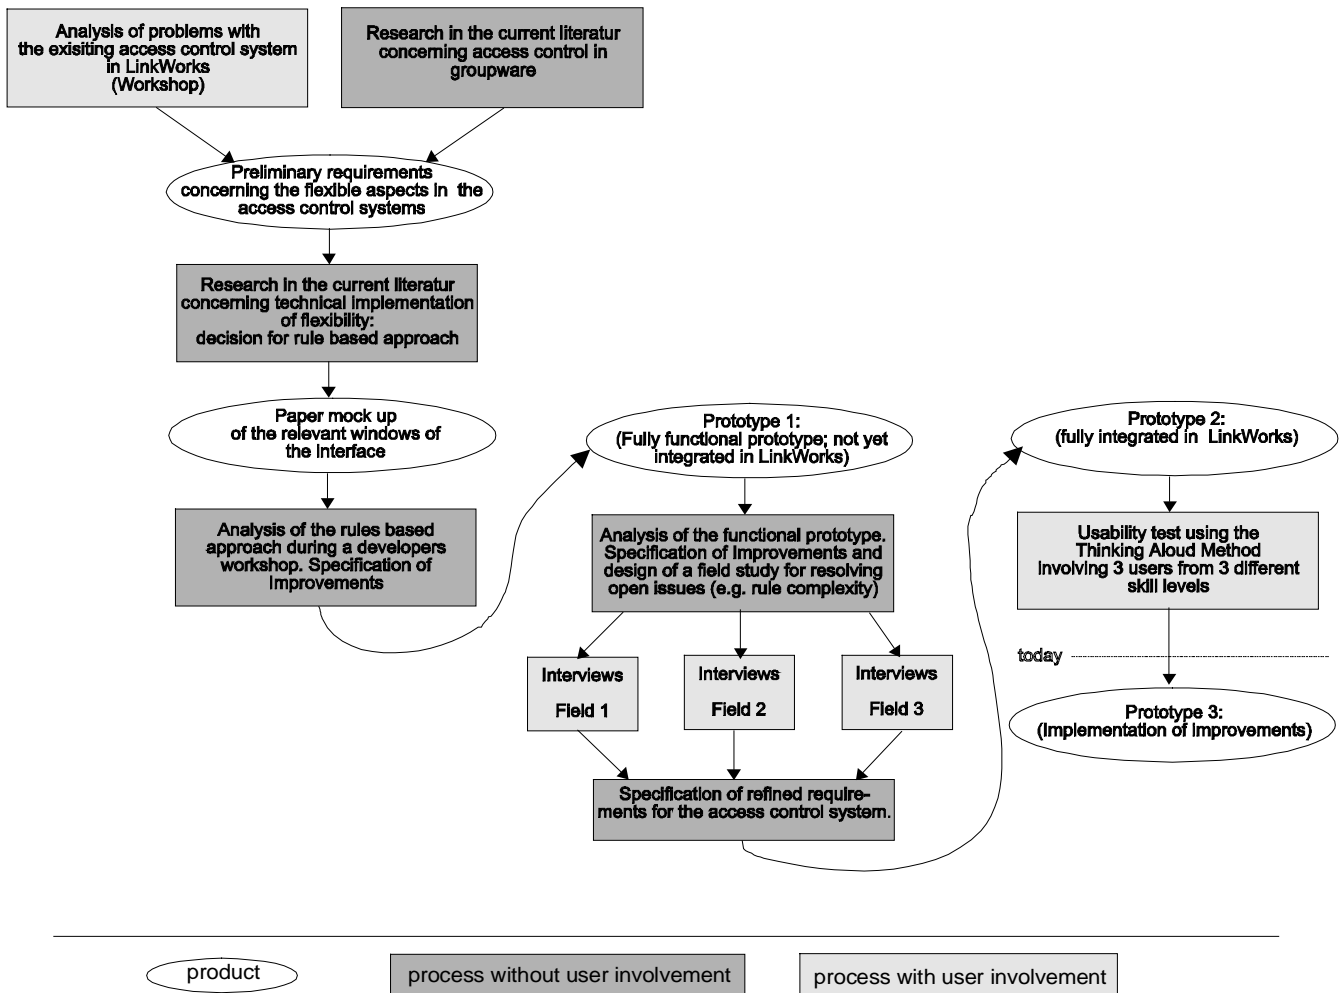 Analysis of problems with
the exisiting access control system
in LinkWorks
(Workshop)
Research in the current literatur
concerning access control in
groupware
Preliminary requirements
concerning the flexible aspects in the
access control systems
Research in the current literatur
concerning technical implementation
of flexibility:
decision for rule based approach
Paper mock up
of the relevant windows of
the interface
Analysis of the rules based
approach during a developers
workshop. Specification of
improvements
Prototype 1:
(Fully functional prototype; not yet
integrated in LinkWorks)
Analysis of the functional prototype.
Specification of improvements and
design of a field study for resolving
open issues (e.g. rule complexity)
Interviews
Field 1
Interviews
Field 2
Interviews
Field 3
Specification of refined require-
ments for the access control system.
Prototype 2:
(fully integrated in LinkWorks)
Usability test using the
Thinking Aloud Method
involving 3 users from 3 different
skill levels
today
Prototype 3:
(implementation of improvements)
product
process without user involvement
process with user involvement